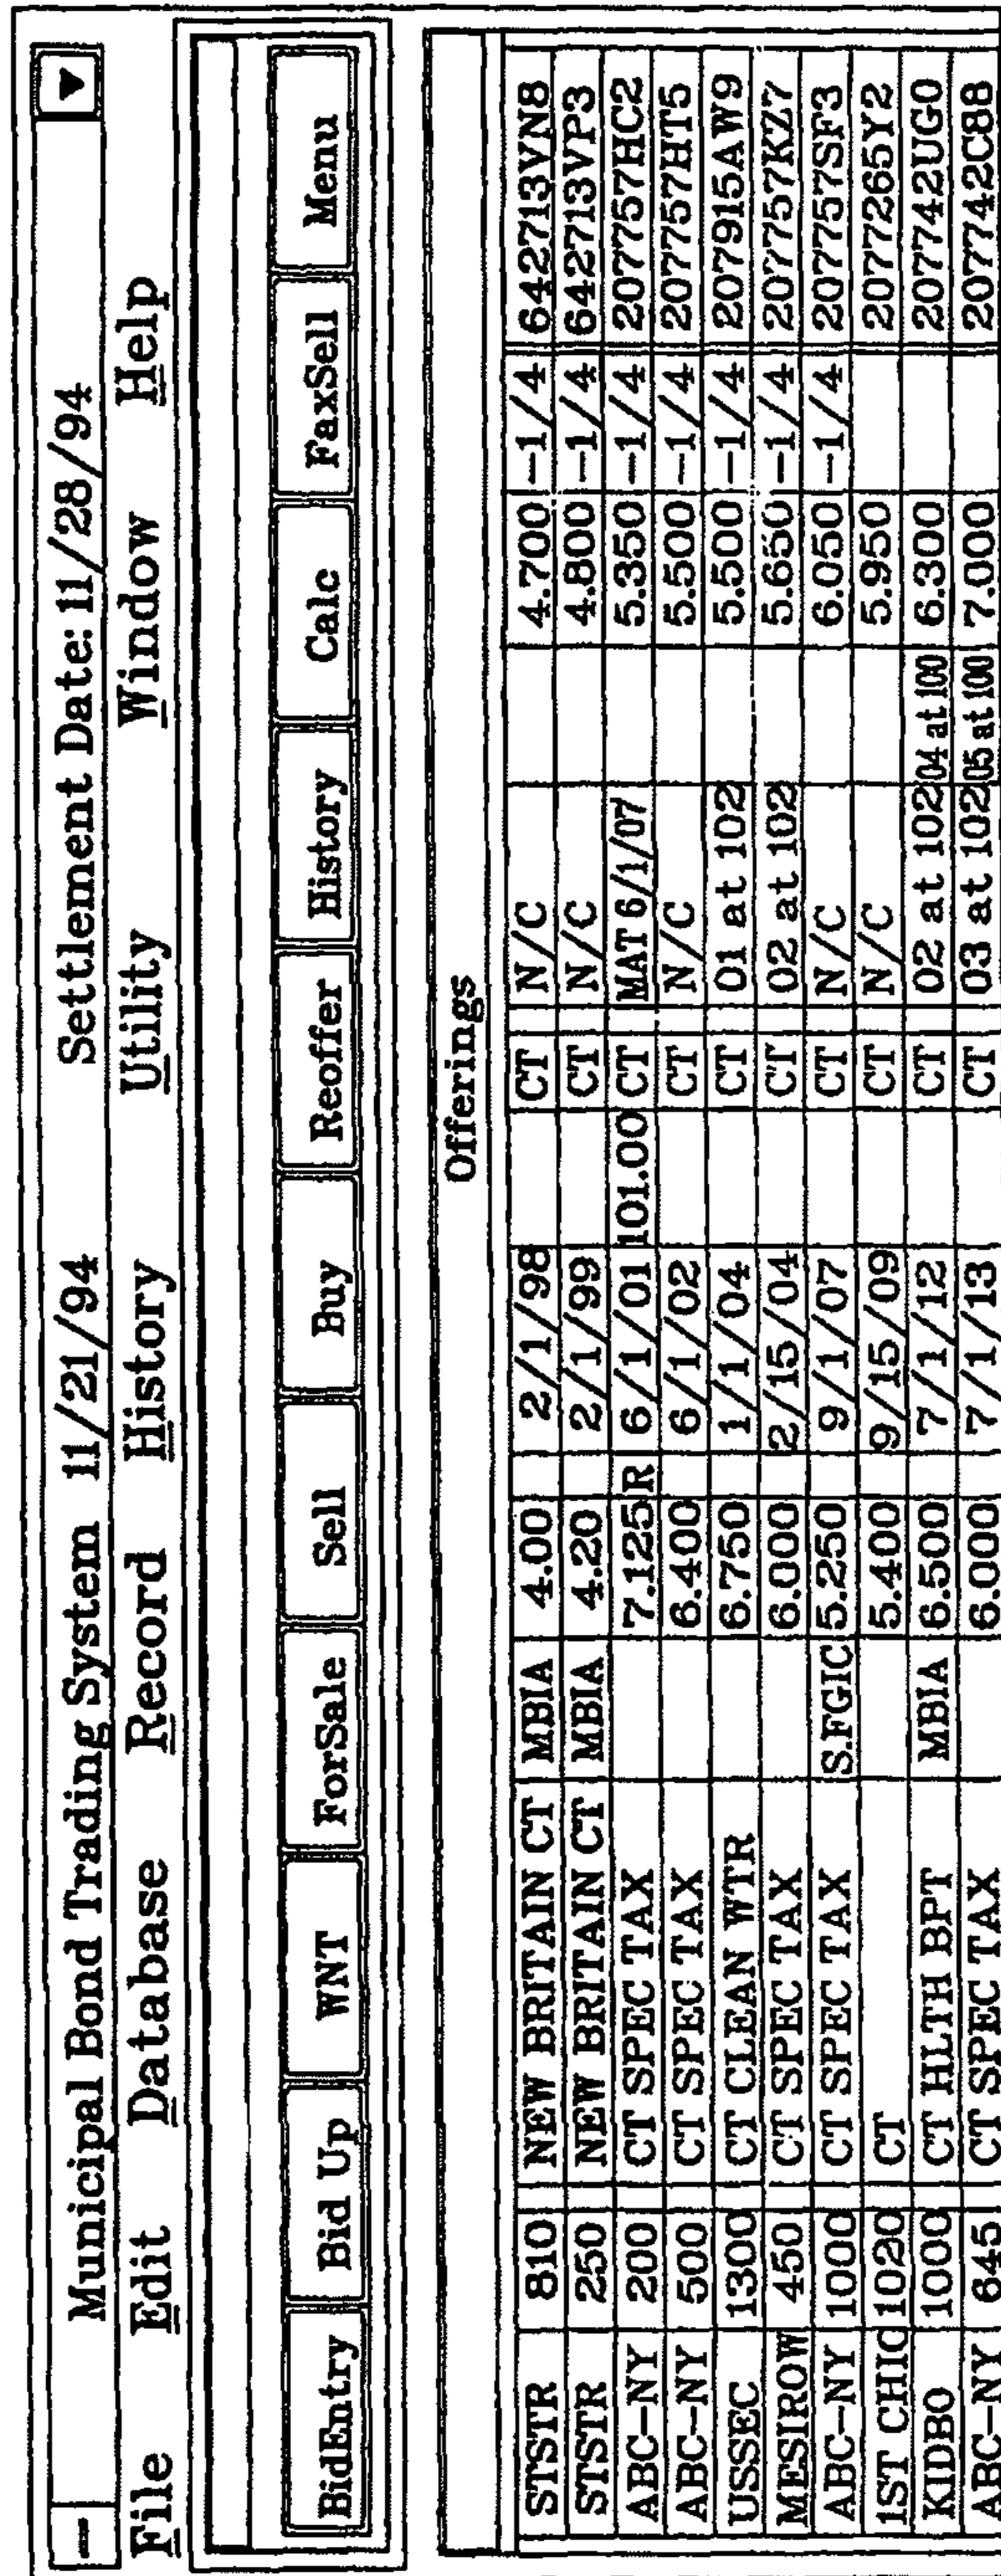 Municipal Bond Trading System 11/21/94 Settlement Date: 11/28/94
File Edit Database Record History Utility Window Help
BidEntry Bid Up WNT ForSale Sell Buy Reoffer History Calc FaxSell Menu
Offerings
STSTR 810 NEW BRITAIN CT MBIA 4.00 2/1/98 CT N/C 4.700 -1/4 642713VN8
STSTR 250 NEW BRITAIN CT MBIA 4.20 2/1/99 CT N/C 4.800 -1/4 642713VP3
ABC-NY 200 CT SPEC TAX 7.125 R 6/1/01 101.00 CT MAT 6/1/07 5.350 -1/4 207757HC2
ABC-NY 500 CT SPEC TAX 6.400 6/1/02 CT N/C 5.500 -1/4 207757HT5
USSEC 1300 CT CLEAN WTR 6.750 1/1/04 CT 01 at 102 5.500 -1/4 207915AW9
MESIROW 450 CT SPEC TAX 6.000 2/15/04 CT 02 at 102 5.650 -1/4 207757KZ7
ABC-NY 1000 CT SPEC TAX S.FGIC 5.250 9/1/07 CT N/C 6.050 -1/4 207757SF3
1ST CHIC 1020 CT 5.400 9/15/09 CT N/C 5.950 2077265Y2
KIDBO 1000 CT HLTH BPT MBIA 6.500 7/1/12 CT 02 at 102 04 at 100 6.300 207742UG0
ABC-NY 645 CT SPEC TAX 6.000 7/1/13 CT 03 at 102 05 at 100 7.000 207742C88